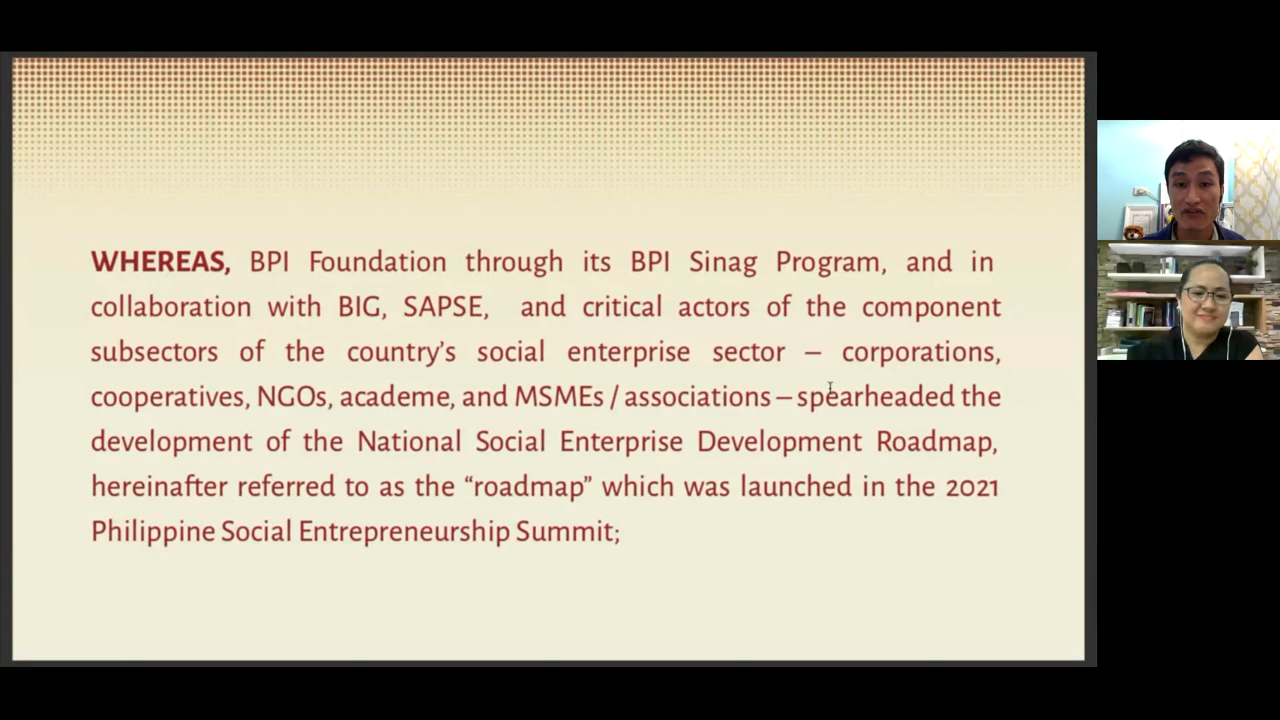 WHEREAS, BPI Foundation through its BPI Sinag Program, and in
collaboration with BIG, SAPSE, and critical actors of the component
subsectors of the country’s social enterprise sector – corporations,
cooperatives, NGOs, academe, and MSMEs / associations – spearheaded the
development of the National Social Enterprise Development Roadmap,
hereinafter referred to as the “roadmap” which was launched in the 2021
Philippine Social Entrepreneurship Summit;